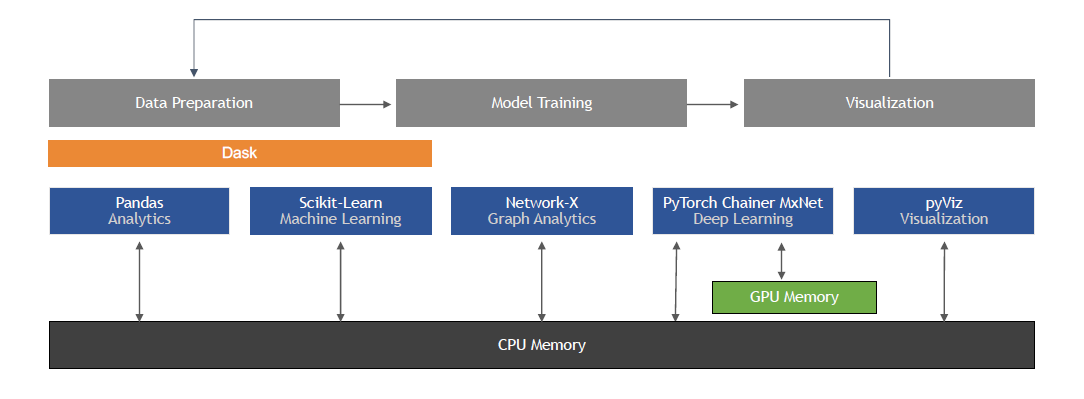 Data Preparation
Model Training
Visualization
Dask
Pandas
Analytics
Scikit-Learn
Machine Learning
Network-X
Graph Analytics
PyTorch Chainer MxNet
Deep Learning
pyViz
Visualization
GPU Memory
CPU Memory